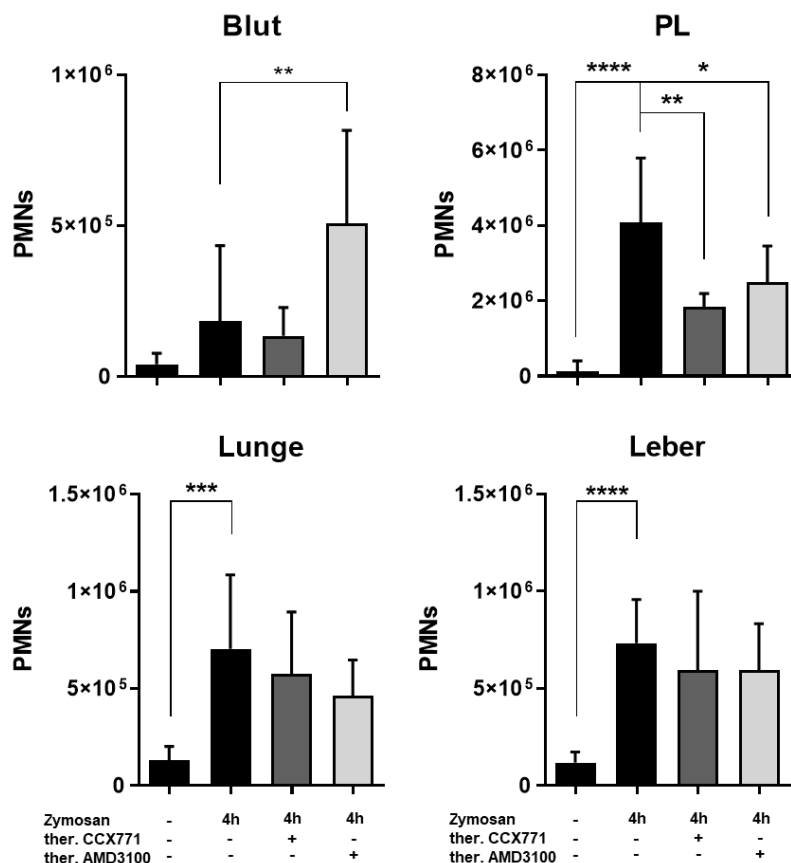 Blut
PL
1×10⁶
**
5×10⁵
0
PMNs
8×10⁶
****
*
**
6×10⁶
4×10⁶
2×10⁶
0
PMNs
Lunge
Leber
1.5×10⁶
***
1×10⁶
5×10⁵
0
PMNs
1.5×10⁶
****
1×10⁶
5×10⁵
0
PMNs
Zymosan - 4h 4h 4h
ther. CCX771 - - + -
ther. AMD3100 - - - +
Zymosan - 4h 4h 4h
ther. CCX771 - - + -
ther. AMD3100 - - - +